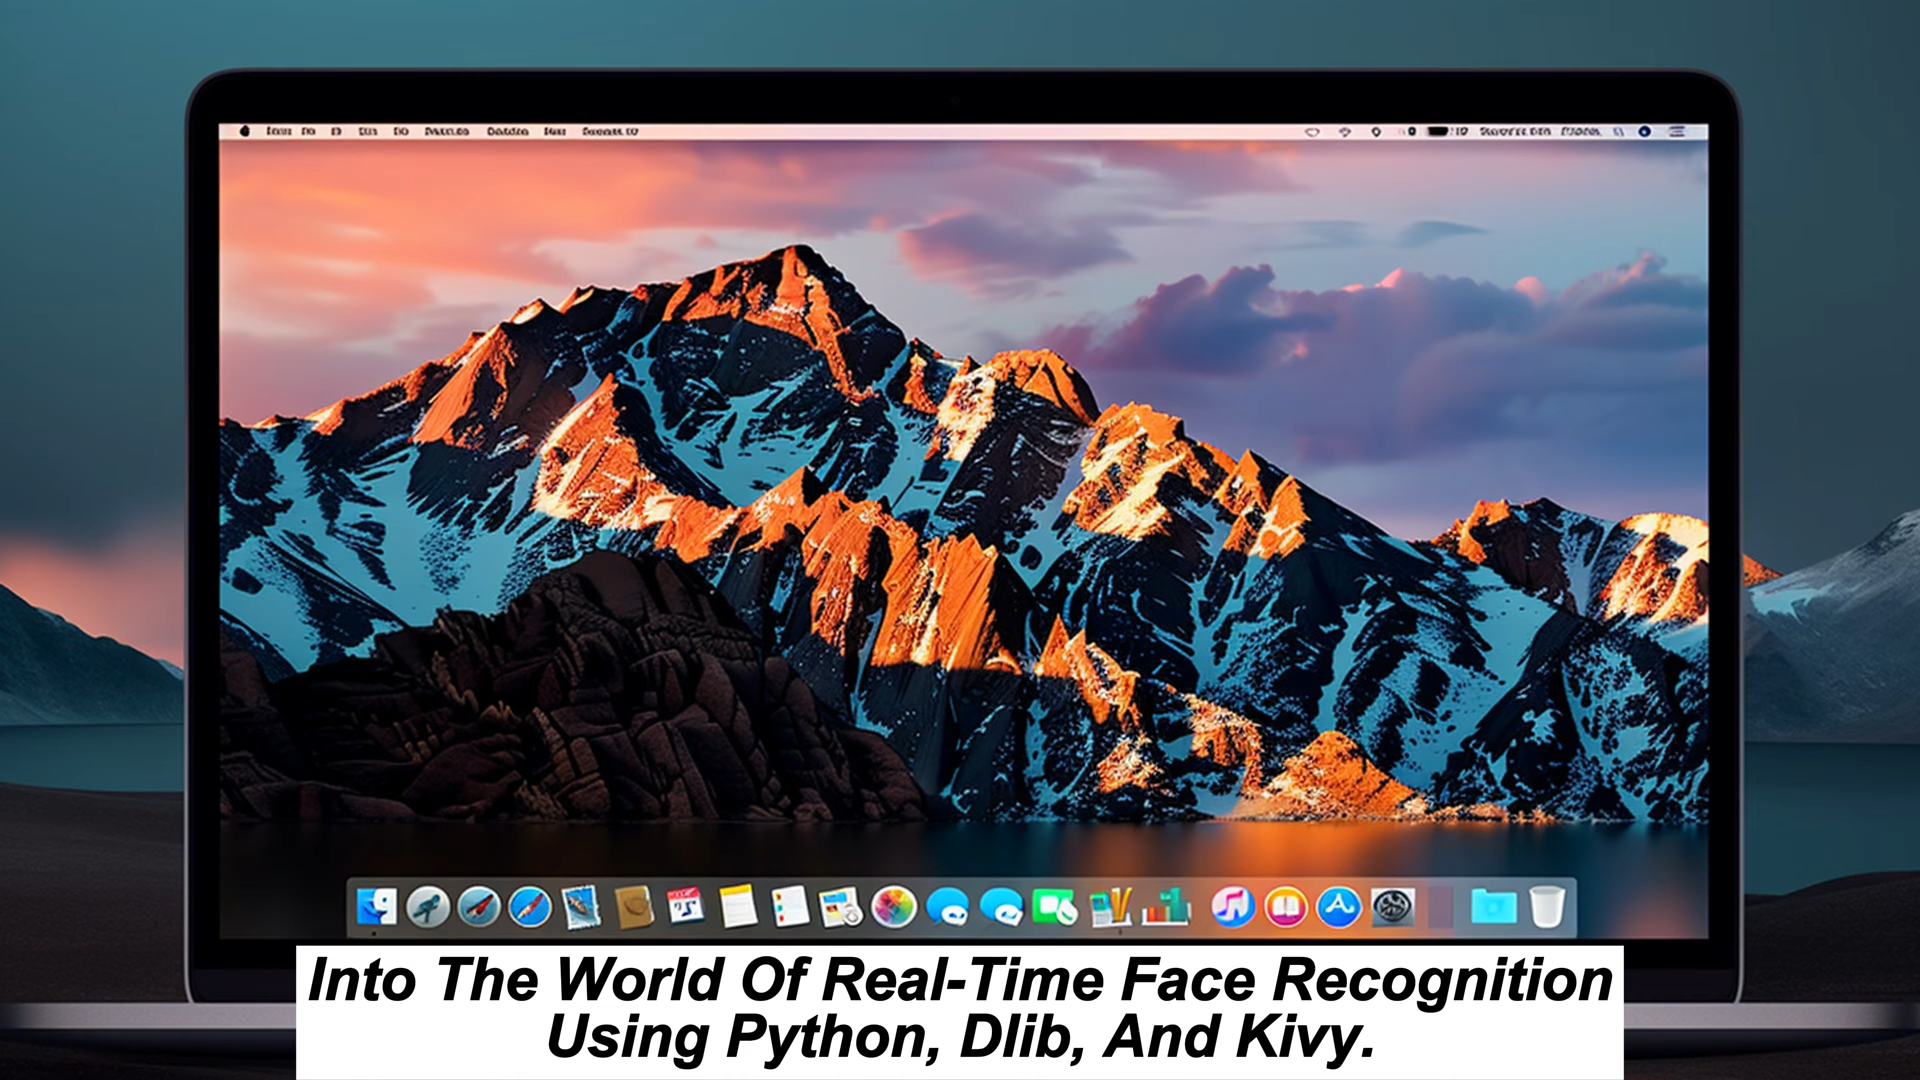 Into The World Of Real-Time Face Recognition
Using Python, Dlib, And Kivy.